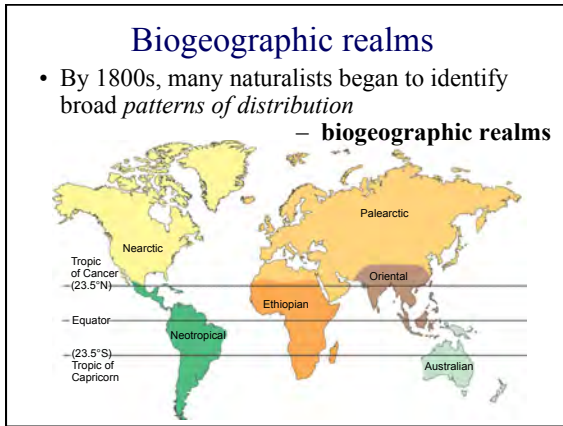 Biogeographic realms
• By 1800s, many naturalists began to identify
broad patterns of distribution
– biogeographic realms
Nearctic
Palearctic
Tropic
of Cancer
(23.5°N)
Oriental
Ethiopian
Equator
Neotropical
(23.5°S)
Tropic of
Capricorn
Australian